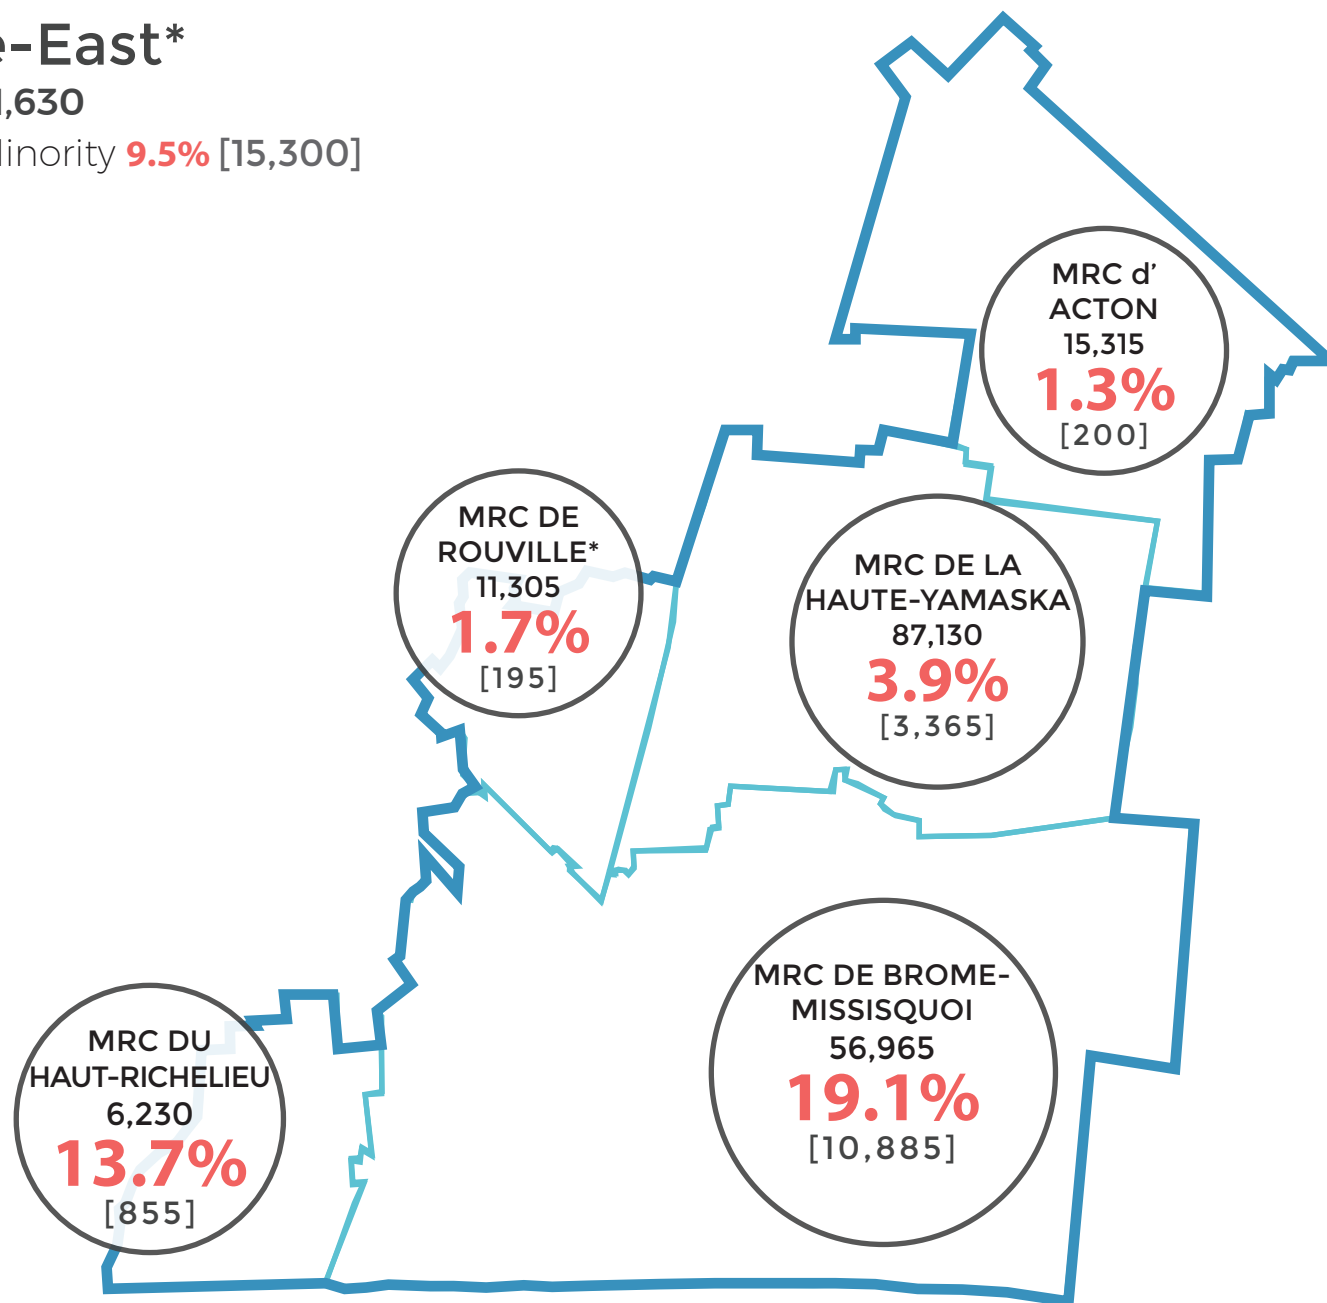 -East*
,630
inority 9.5% [15,300]
MRC d'
ACTON
15,315
1.3%
[200]
MRC DE
ROUVILLE*
11,305
1.7%
[195]
MRC DE LA
HAUTE-YAMASKA
87,130
3.9%
[3,365]
MRC DE BROME-
MISSISQUOI
56,965
19.1%
[10,885]
MRC DU
HAUT-RICHELIEU
6,230
13.7%
[855]